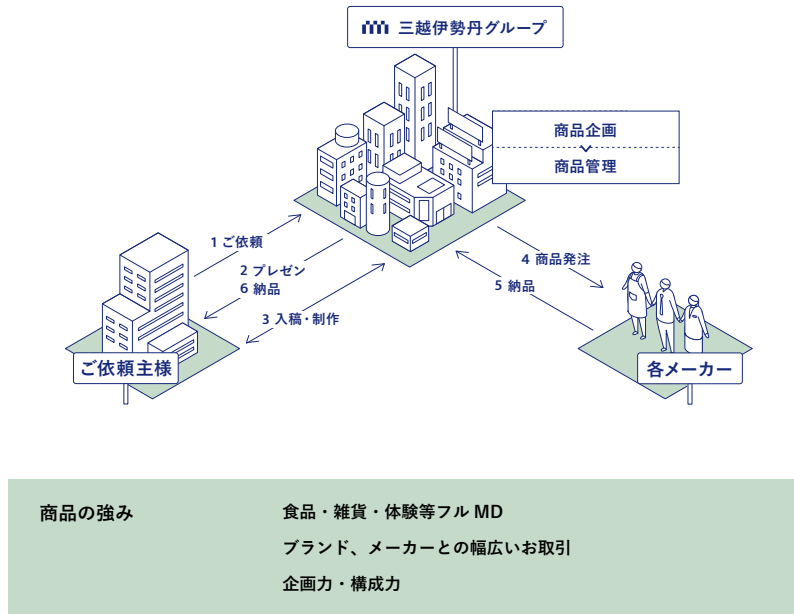 三越伊勢丹グループ
商品企画
商品管理
1 ご依頼
2 プレゼン
6 納品
3 入稿・制作
4 商品発注
5 納品
ご依頼主様
各メーカー
商品の強み
食品・雑貨・体験等フル MD
ブランド、メーカーとの幅広いお取引
企画力・構成力